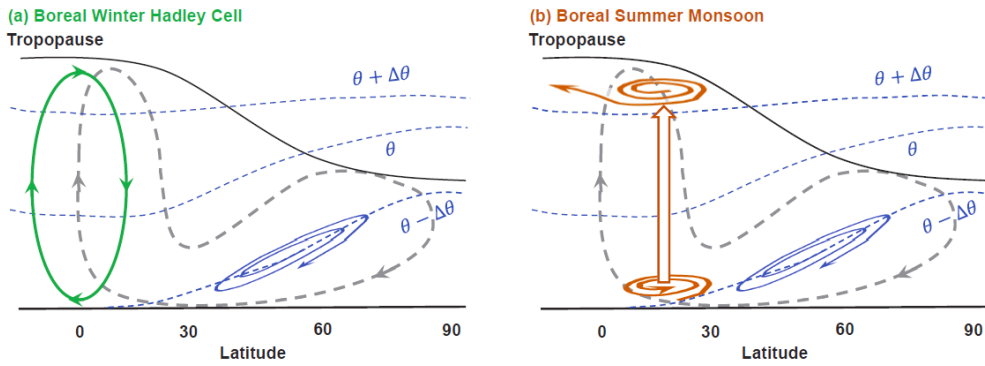 (a) Boreal Winter Hadley Cell
Tropopause
θ + Δθ
θ
θ − Δθ
0 30 60 90
Latitude
(b) Boreal Summer Monsoon
Tropopause
θ + Δθ
θ
θ − Δθ
0 30 60 90
Latitude